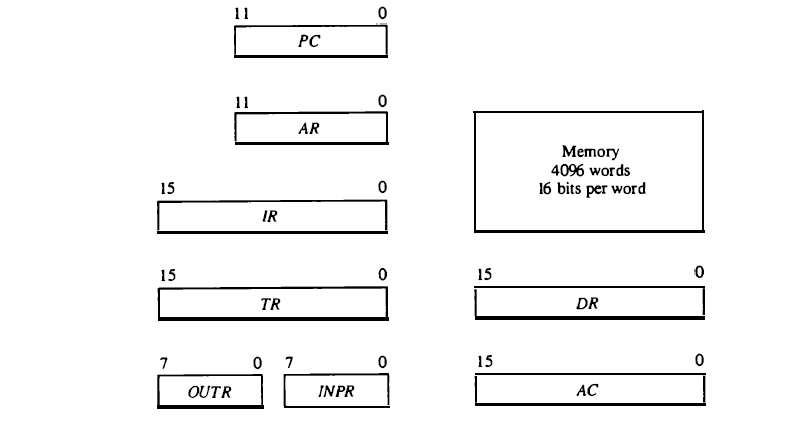 11 0
PC
11 0
AR
Memory
4096 words
16 bits per word
15 0
IR
15 0
TR
15 0
DR
7 0
OUTR
7 0
INPR
15 0
AC